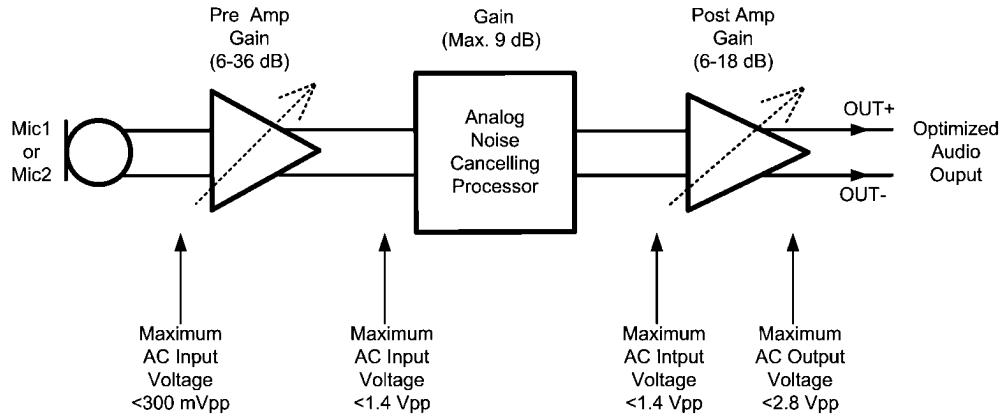 Pre Amp
Gain
(6-36 dB)
Gain
(Max. 9 dB)
Post Amp
Gain
(6-18 dB)
Mic1
or
Mic2
Analog
Noise
Cancelling
Processor
OUT+
OUT-
Optimized
Audio
Ouput
Maximum
AC Input
Voltage
<300 mVpp
Maximum
AC Input
Voltage
<1.4 Vpp
Maximum
AC Intput
Voltage
<1.4 Vpp
Maximum
AC Output
Voltage
<2.8 Vpp